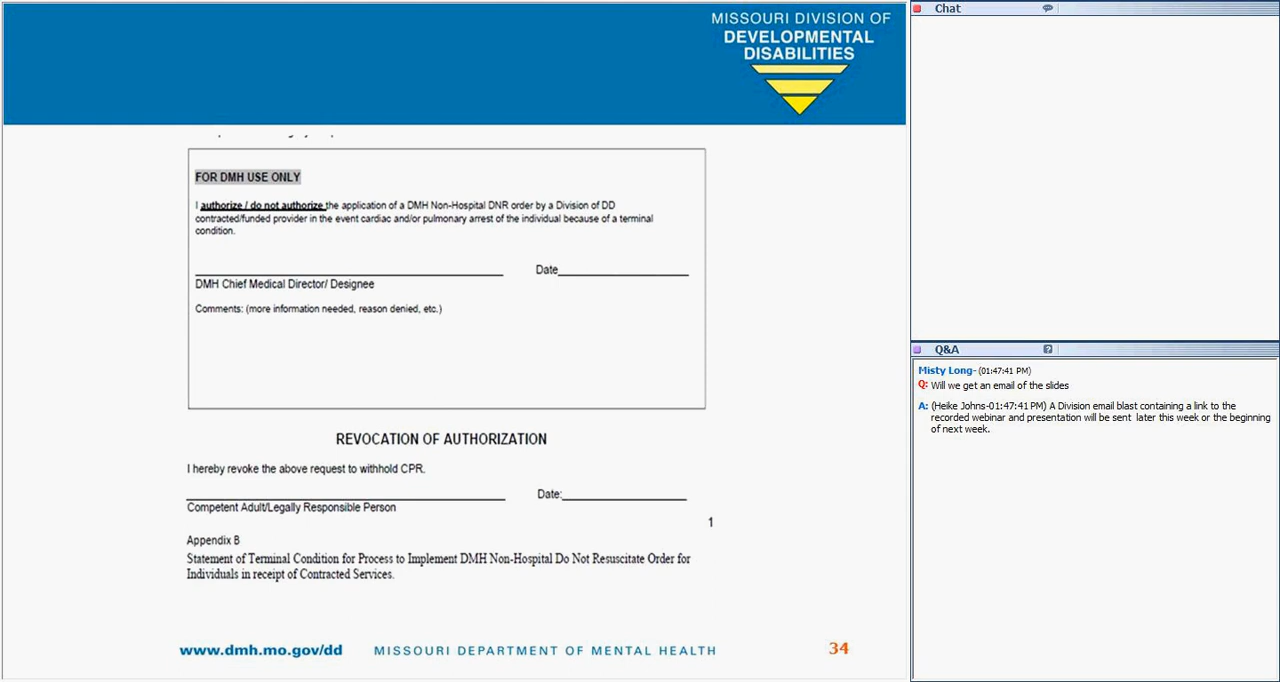 MISSOURI DIVISION OF
DEVELOPMENTAL
DISABILITIES
FOR DMH USE ONLY
I authorize / do not authorize the application of a DMH Non-Hospital DNR order by a Division of DD
contracted/funded provider in the event cardiac and/or pulmonary arrest of the individual because of a terminal
condition.
Date
DMH Chief Medical Director/ Designee
Comments: (more information needed, reason denied, etc.)
REVOCATION OF AUTHORIZATION
I hereby revoke the above request to withhold CPR.
Date:
Competent Adult/Legally Responsible Person
1
Appendix B
Statement of Terminal Condition for Process to Implement DMH Non-Hospital Do Not Resuscitate Order for
Individuals in receipt of Contracted Services.
www.dmh.mo.gov/dd MISSOURI DEPARTMENT OF MENTAL HEALTH 34
Chat
Q&A
Misty Long- (01:47:41 PM)
Q: Will we get an email of the slides
A: (Heike Johns-01:47:41 PM) A Division email blast containing a link to the
recorded webinar and presentation will be sent later this week or the beginning
of next week.